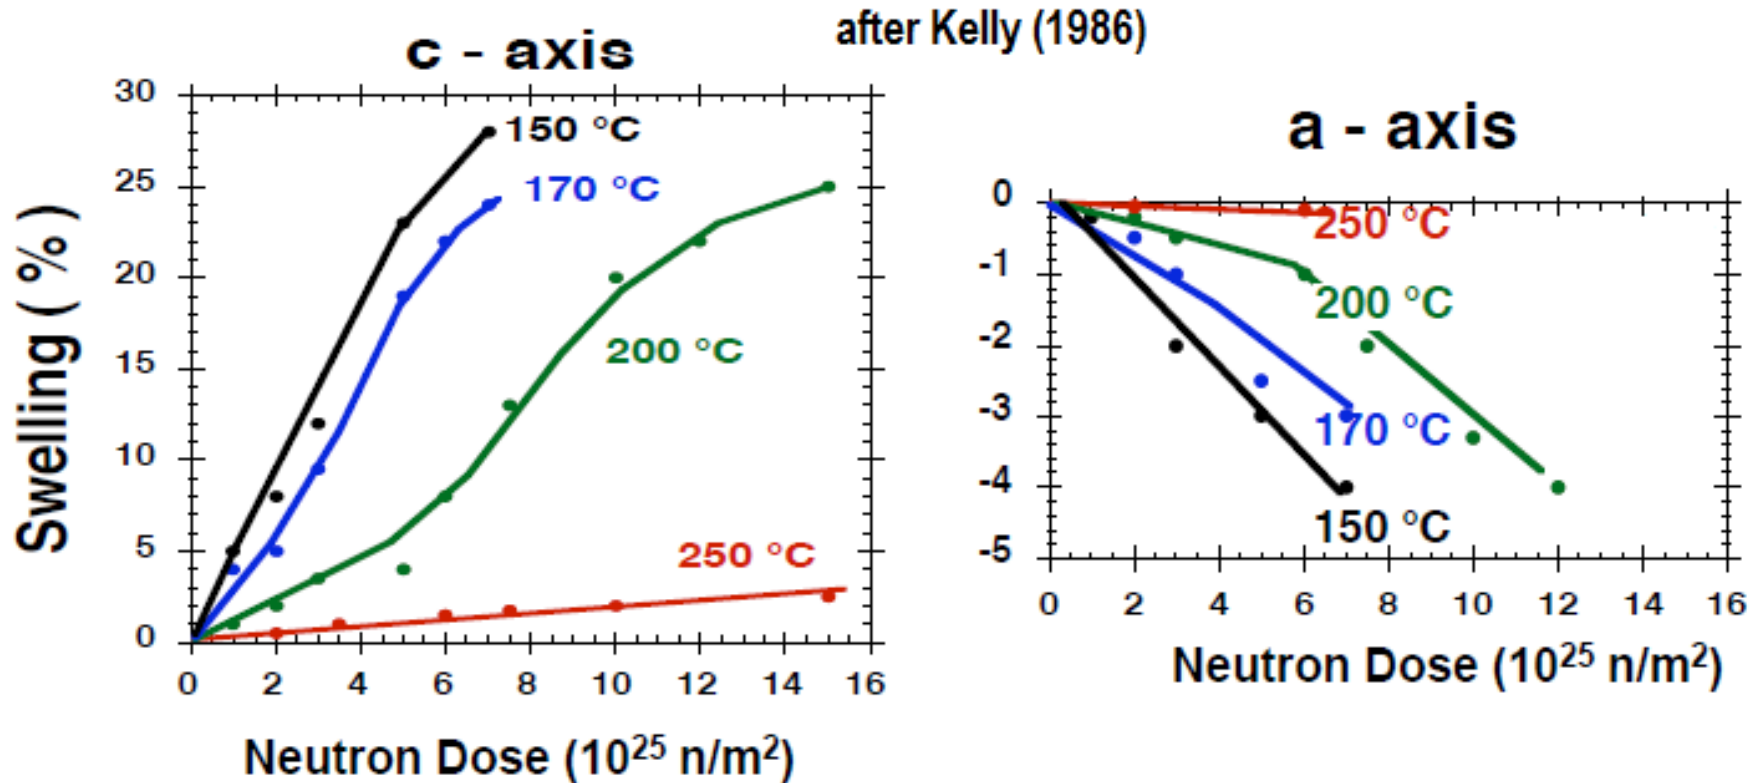 after Kelly (1986)
c - axis
30
25
20
15
10
5
0
Swelling ( % )
150 °C
170 °C
200 °C
250 °C
0 2 4 6 8 10 12 14 16
Neutron Dose (10²⁵ n/m²)
a - axis
0
-1
-2
-3
-4
-5
250 °C
200 °C
170 °C
150 °C
0 2 4 6 8 10 12 14 16
Neutron Dose (10²⁵ n/m²)